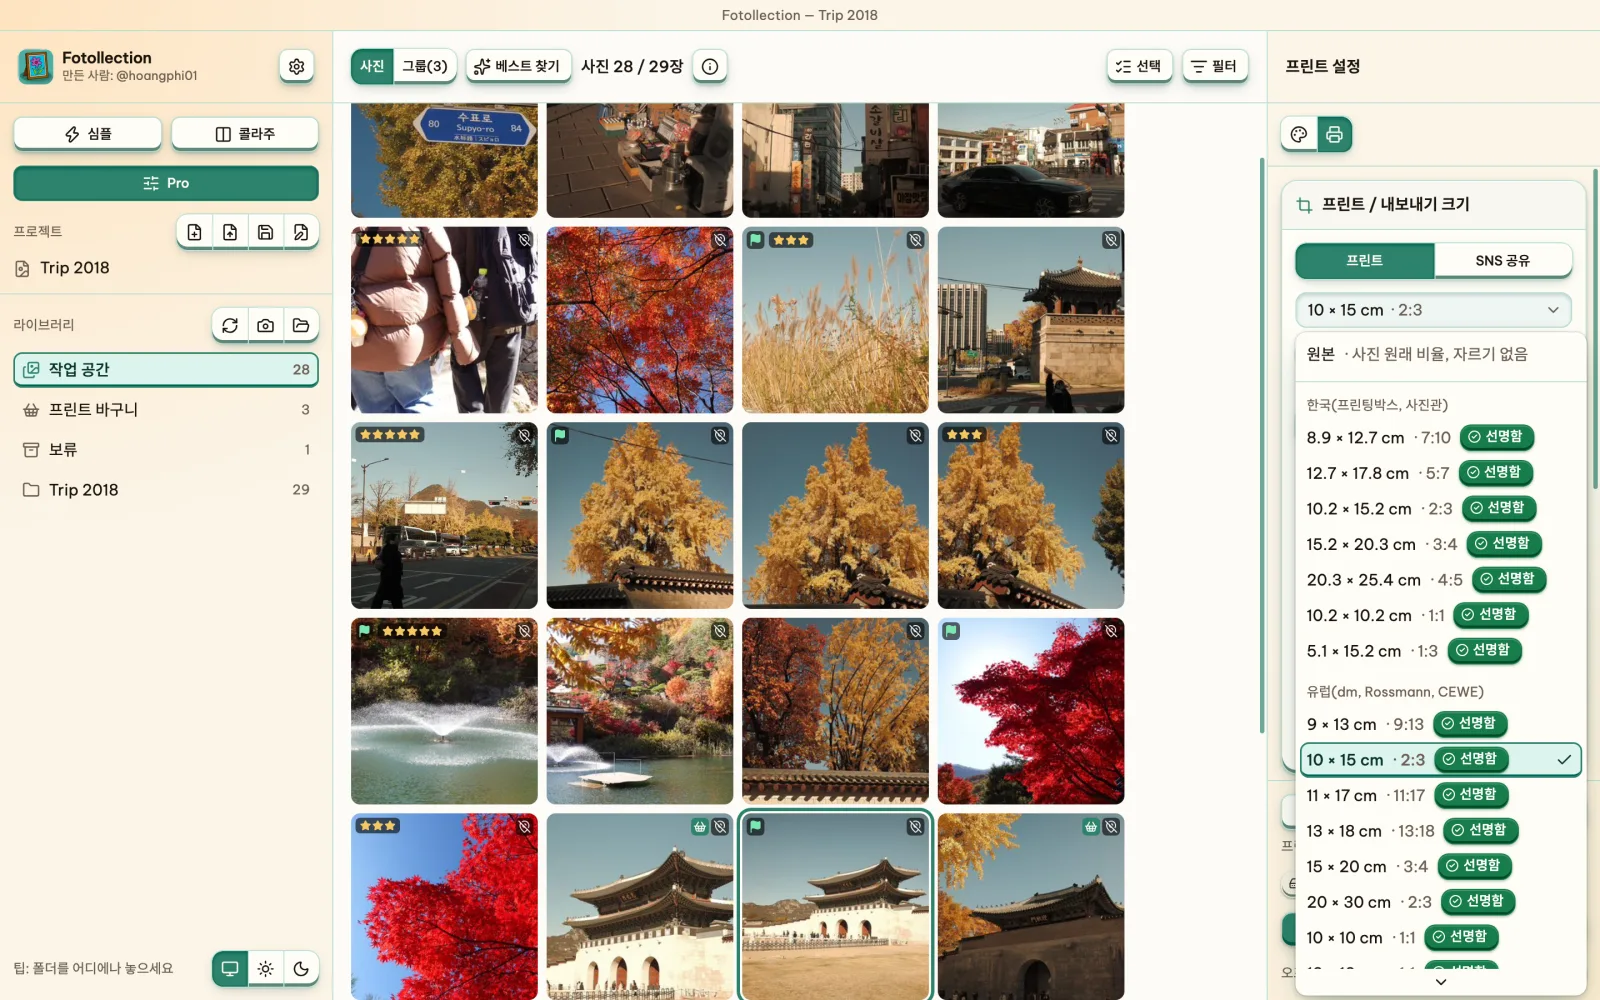 Fotollection – Trip 2018
Fotollection
만든 사람: @hoangphi01
심플
콜라주
Pro
프로젝트
Trip 2018
라이브러리
작업 공간 28
프린트 바구니 3
보류 1
Trip 2018 29
팁: 폴더를 어디에나 놓으세요
사진
그룹(3)
베스트 찾기
사진 28 / 29장
선택
필터
수표로
80 Supyo-ro 84
프린트 설정
프린트 / 내보내기 크기
프린트
SNS 공유
10 × 15 cm · 2:3
원본 · 사진 원래 비율, 자르기 없음
한국(프린팅박스, 사진관)
8.9 × 12.7 cm · 7:10 선명함
12.7 × 17.8 cm · 5:7 선명함
10.2 × 15.2 cm · 2:3 선명함
15.2 × 20.3 cm · 3:4 선명함
20.3 × 25.4 cm · 4:5 선명함
10.2 × 10.2 cm · 1:1 선명함
5.1 × 15.2 cm · 1:3 선명함
유럽(dm, Rossmann, CEWE)
9 × 13 cm · 9:13 선명함
10 × 15 cm · 2:3 선명함
11 × 17 cm · 11:17 선명함
13 × 18 cm · 13:18 선명함
15 × 20 cm · 3:4 선명함
20 × 30 cm · 2:3 선명함
10 × 10 cm · 1:1 선명함